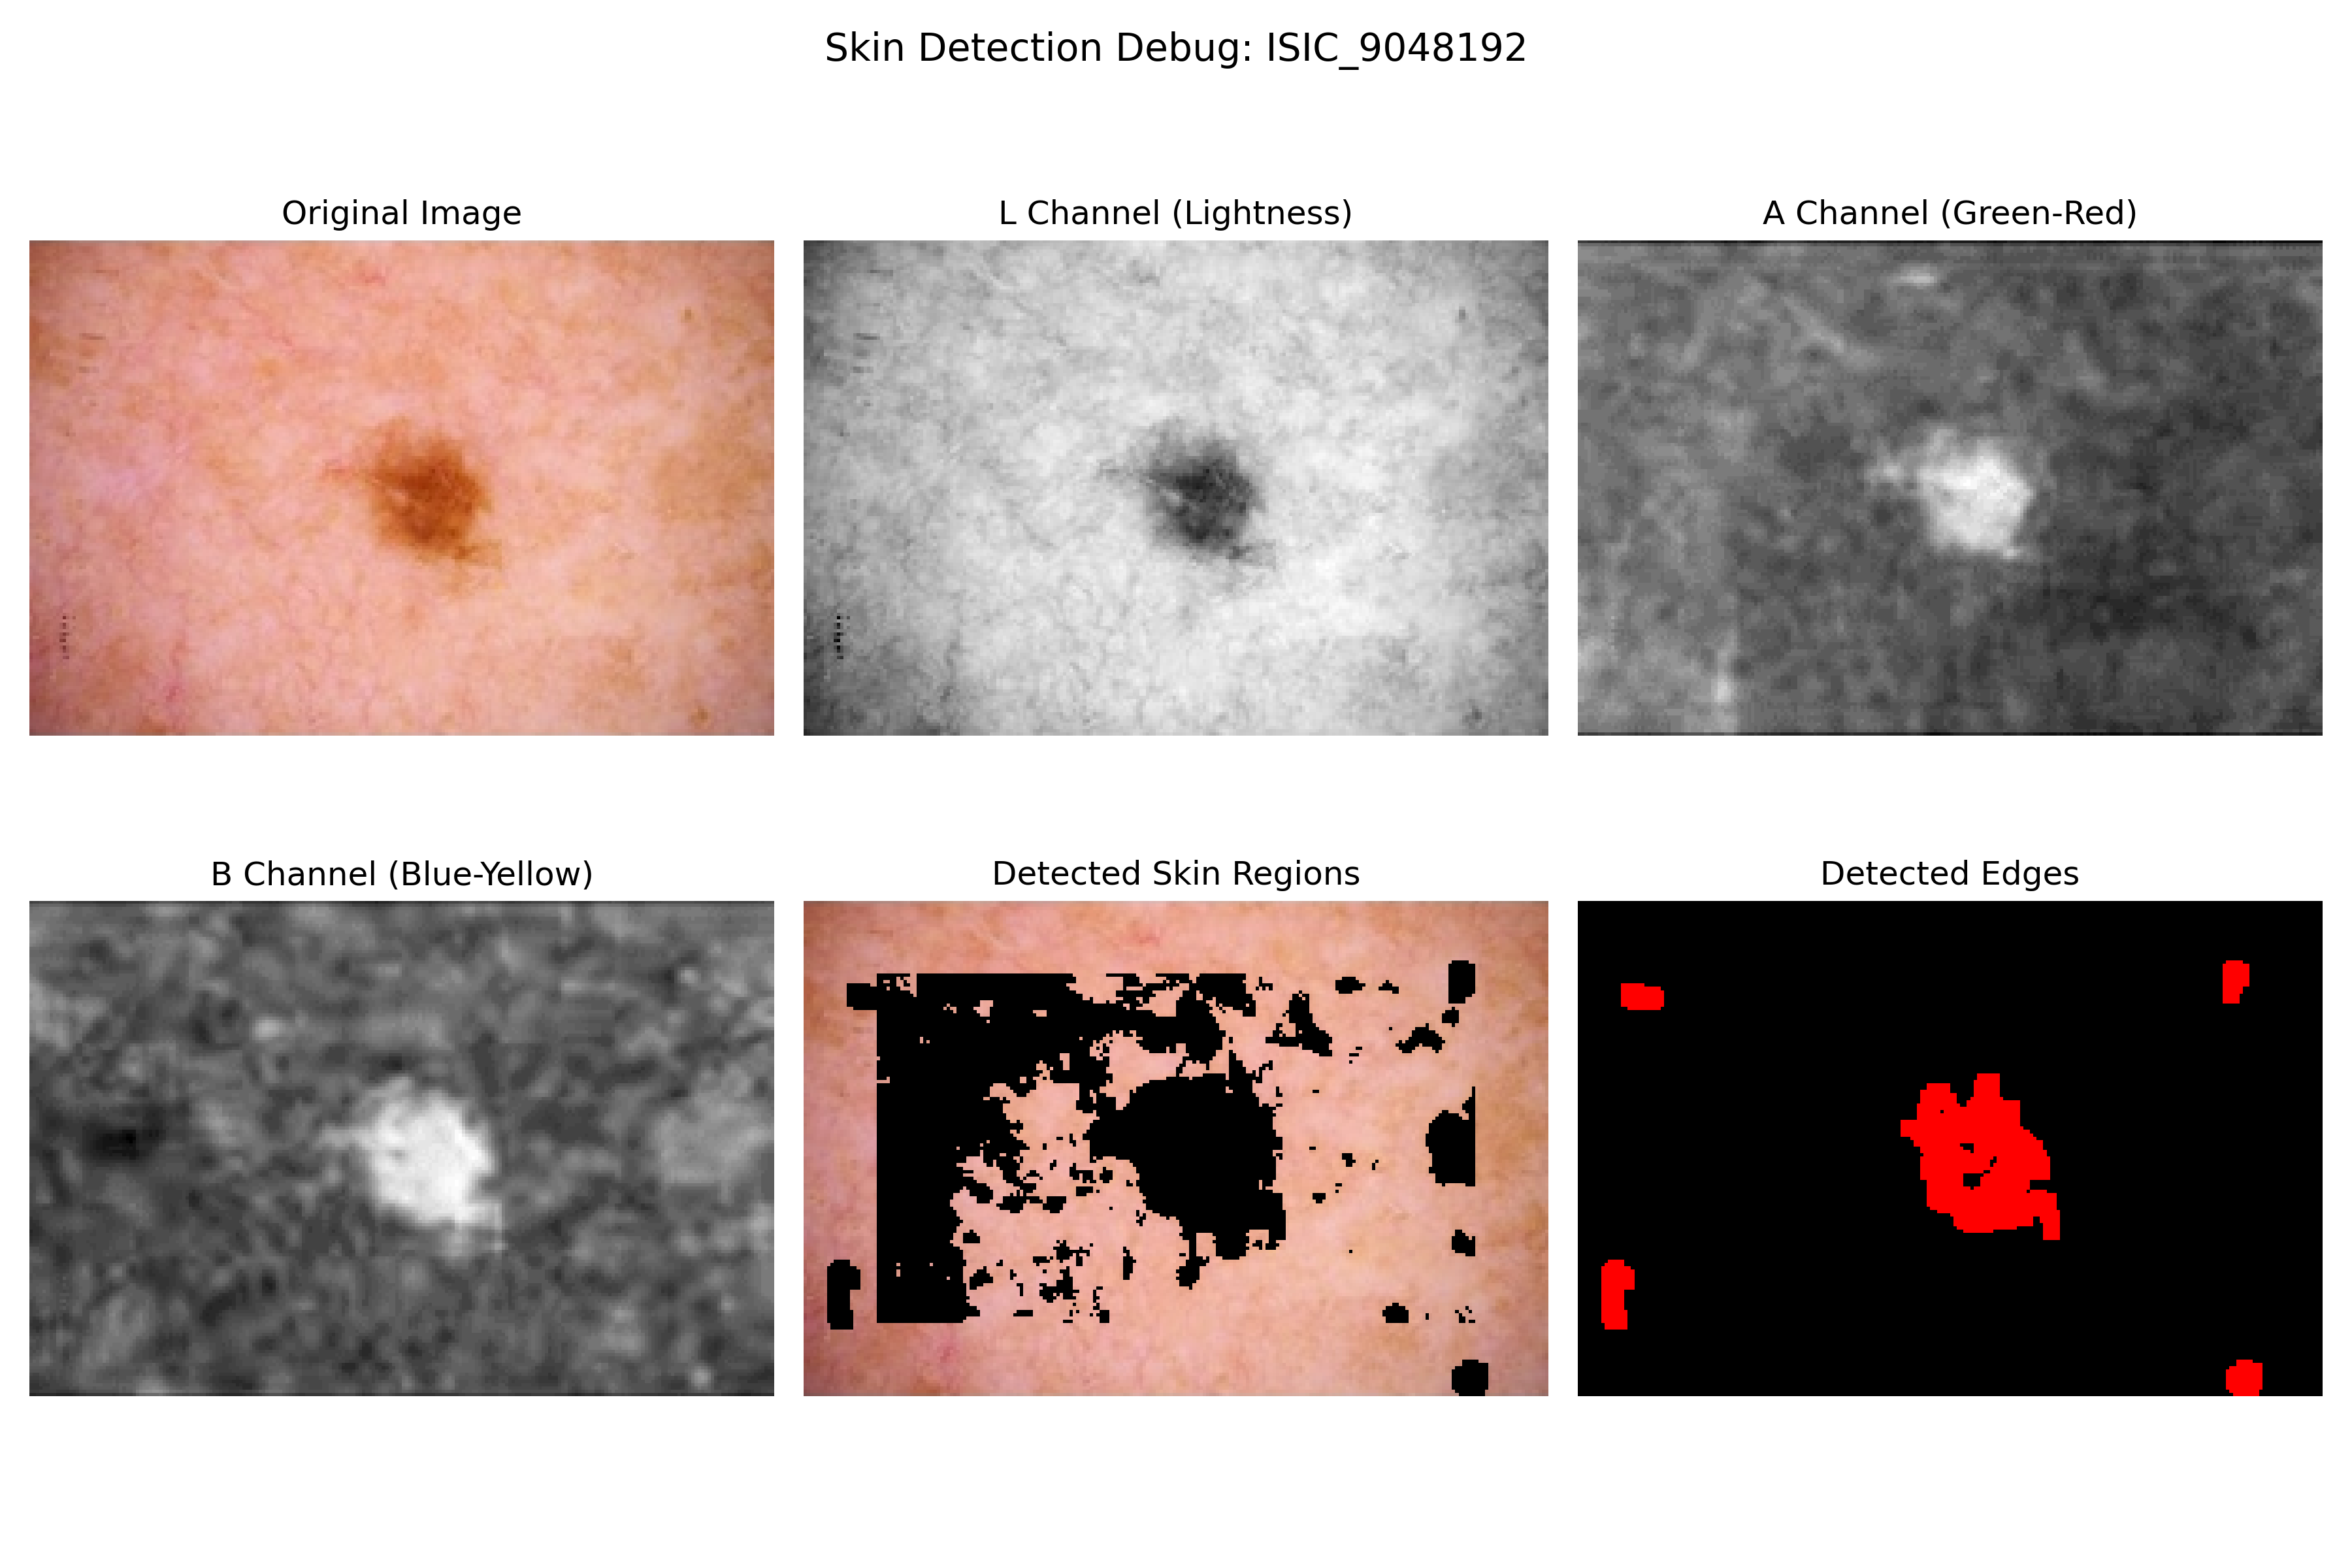 Skin Detection Debug: ISIC_9048192
Original Image
L Channel (Lightness)
A Channel (Green-Red)
B Channel (Blue-Yellow)
Detected Skin Regions
Detected Edges